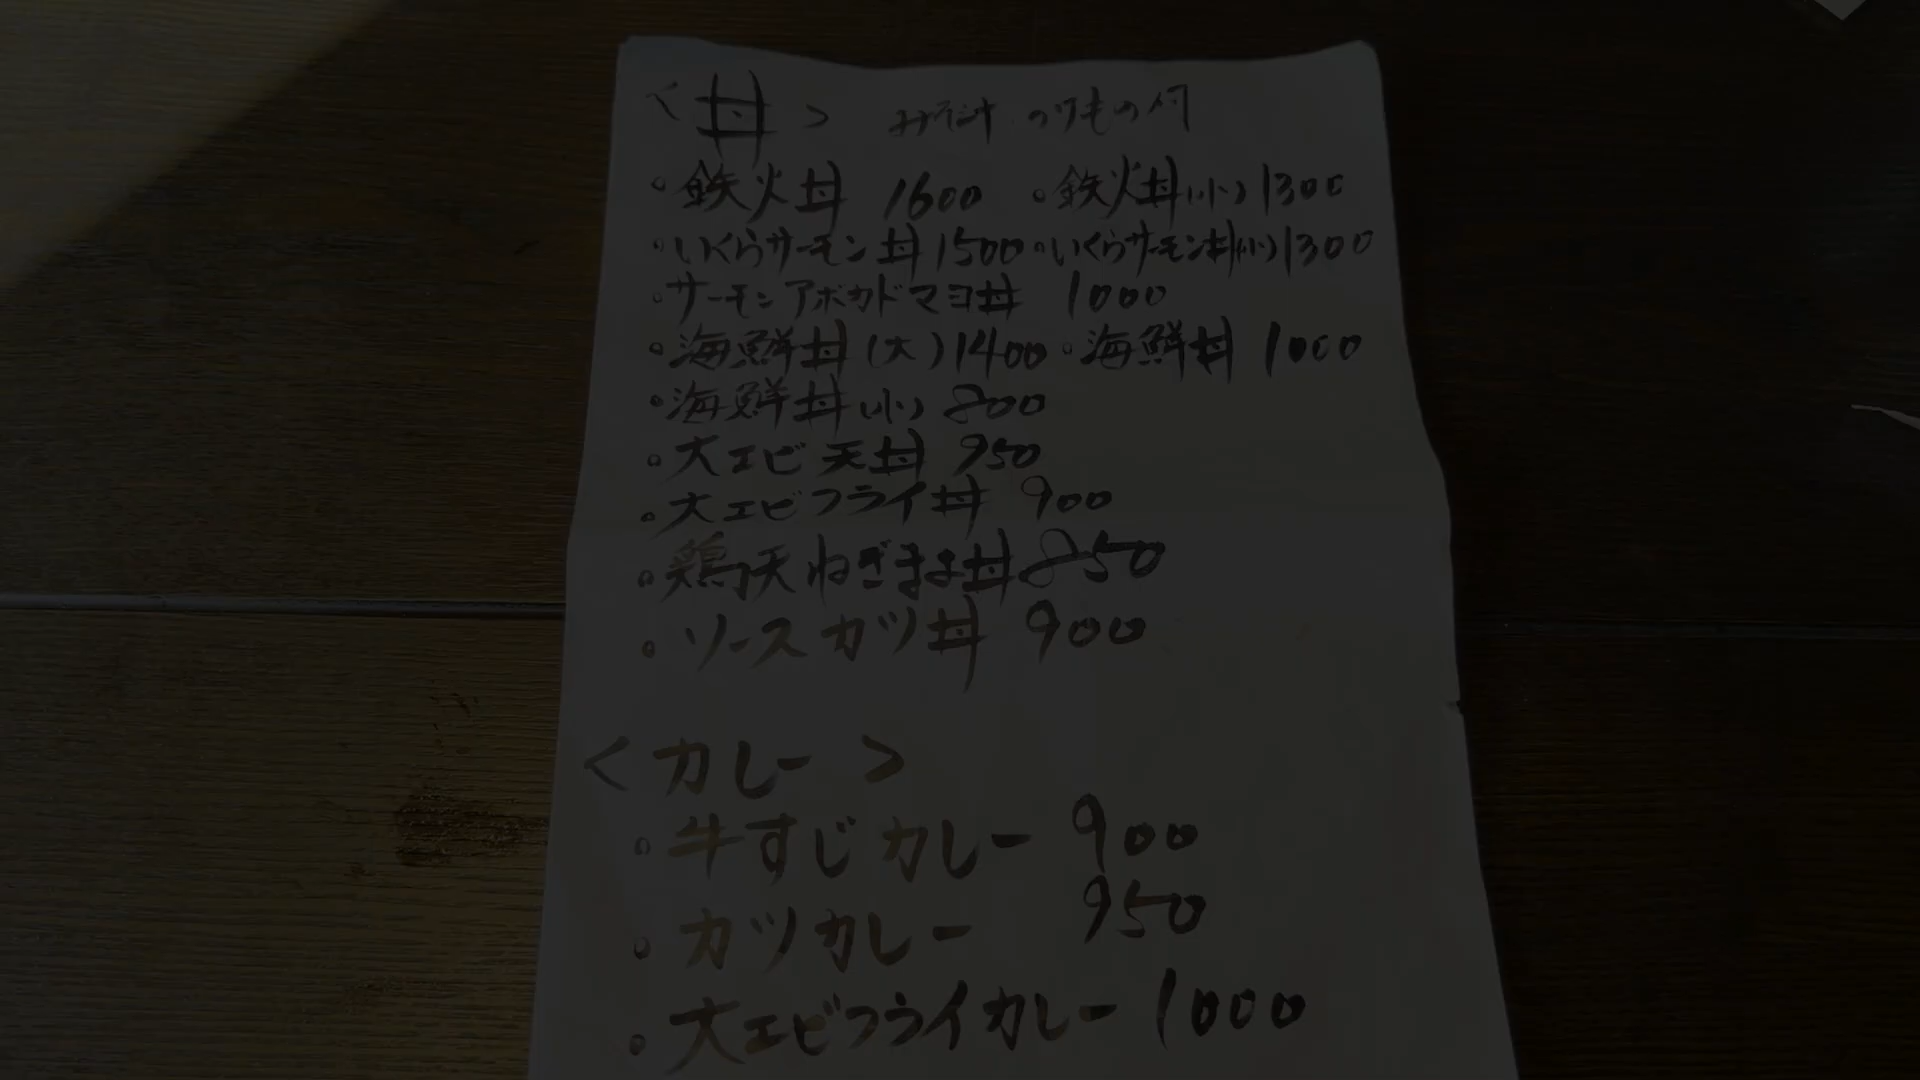 <丼> みそ汁 つけもの付
・鉄火丼 1600 ・鉄火丼(小) 1300
・いくらサーモン丼 1500 ・いくらサーモン丼(小) 1300
・サーモンアボカドマヨ丼 1000
・海鮮丼(大) 1400 ・海鮮丼 1000
・海鮮丼(小) 800
・大エビ天丼 950
・大エビフライ丼 900
・鶏天ねぎまよ丼 850
・ソースカツ丼 900
<カレー>
・牛すじカレー 900
・カツカレー 950
・大エビフライカレー 1000